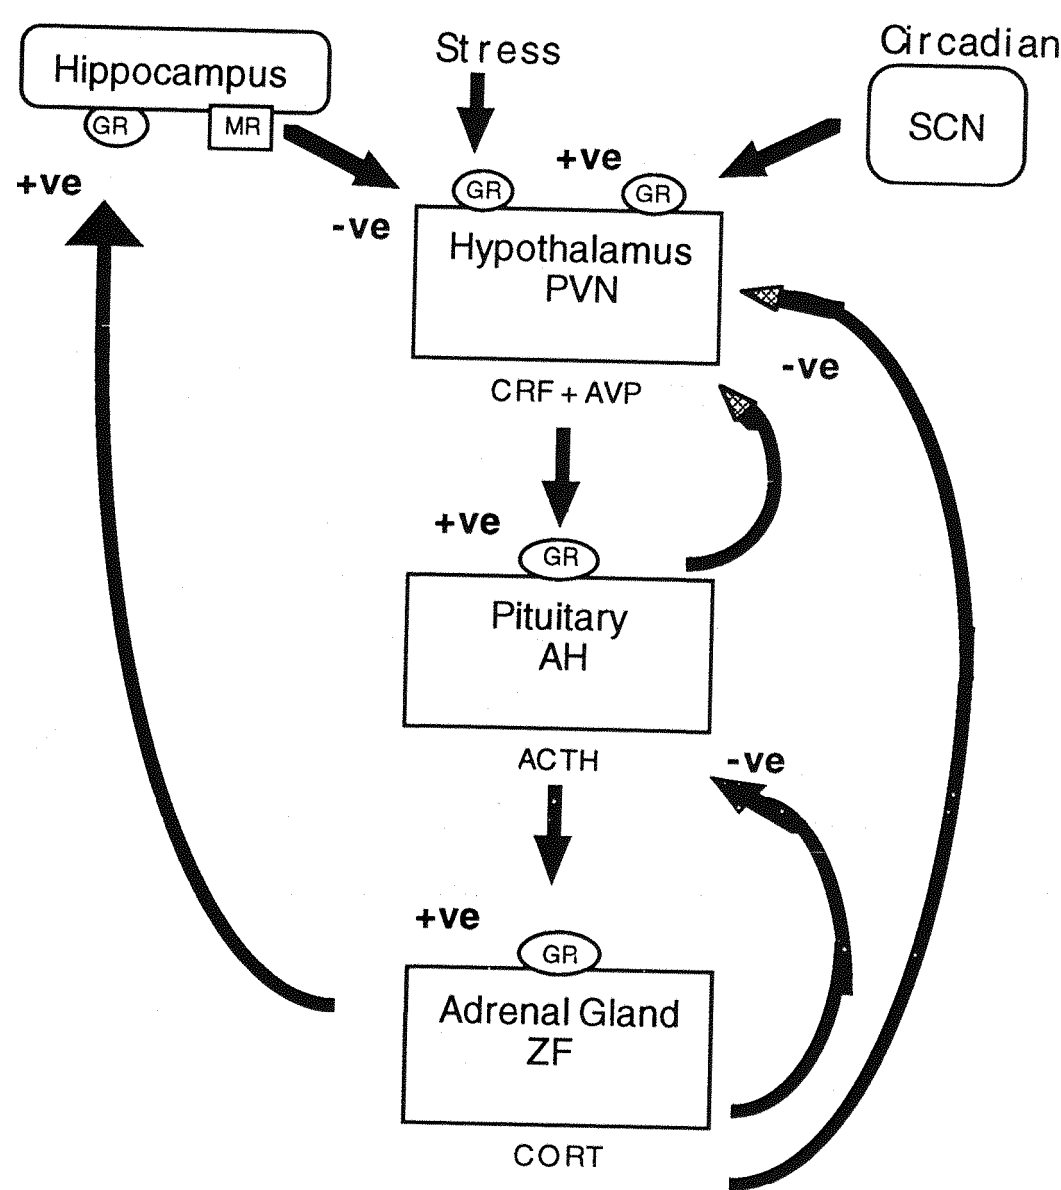 Stress
Circadian
Hippocampus
SCN
GR
MR
+ve
+ve
-ve
GR
GR
Hypothalamus
PVN
-ve
CRF + AVP
+ve
GR
Pituitary
AH
ACTH
-ve
+ve
GR
Adrenal Gland
ZF
CORT